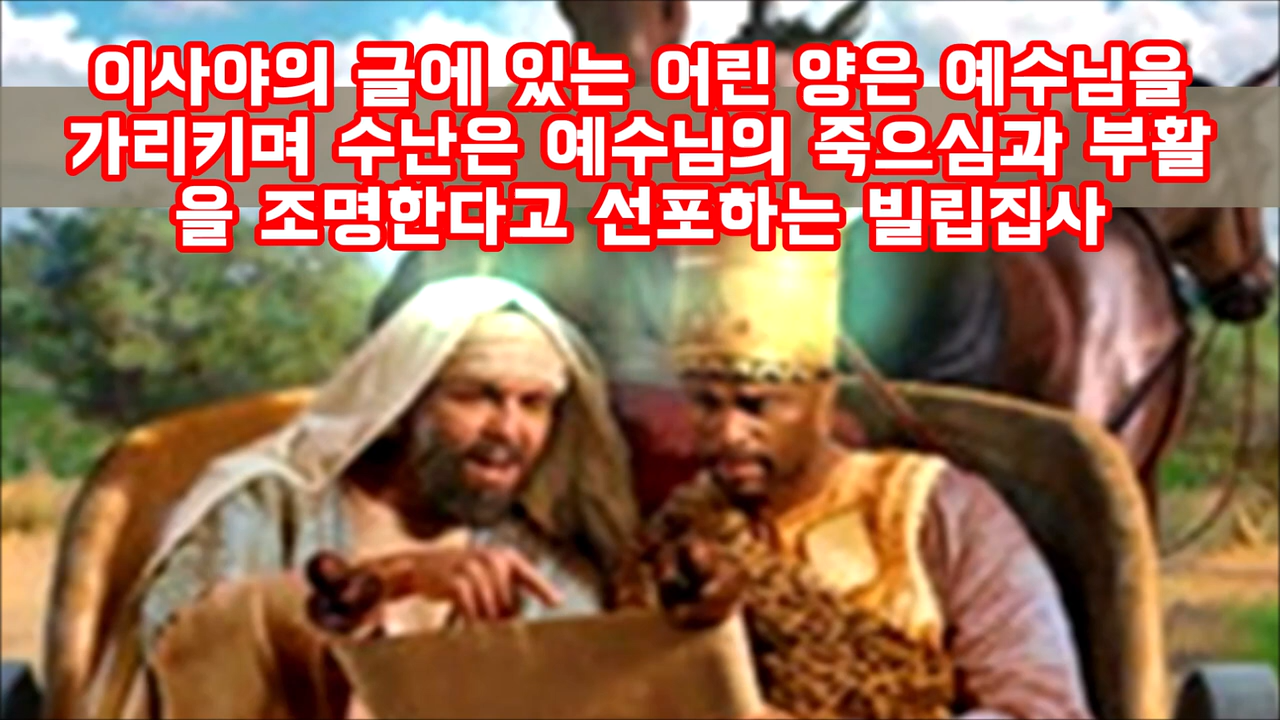 이사야의 글에 있는 어린 양은 예수님을
가리키며 수난은 예수님의 죽으심과 부활
을 조명한다고 선포하는 빌립집사